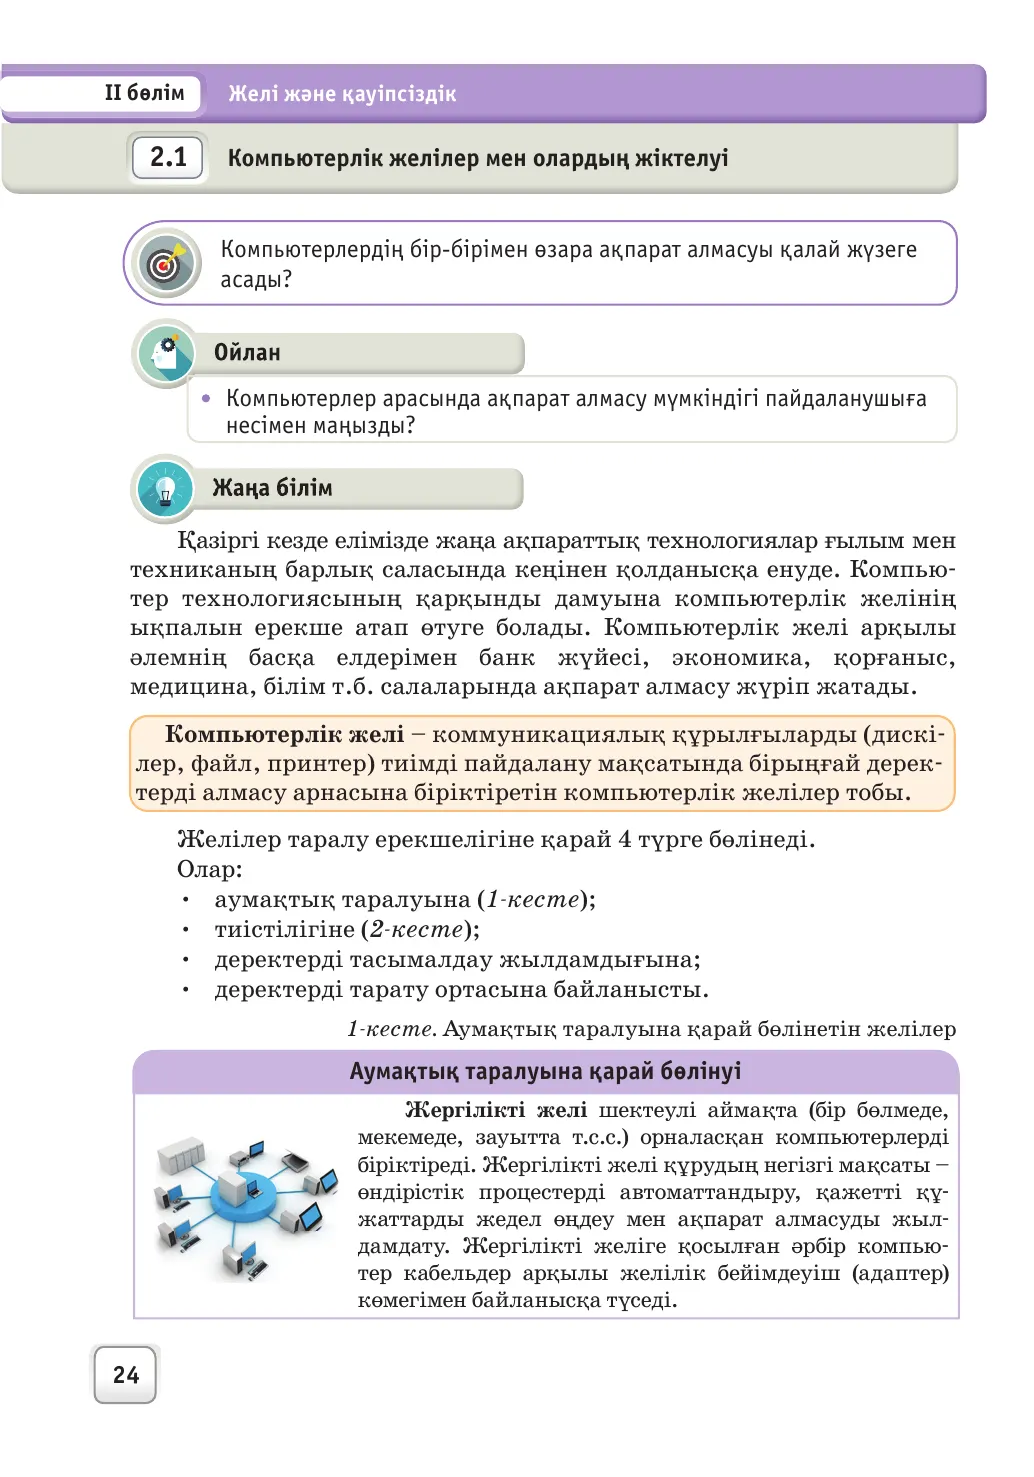 II бөлім
Желі және қауіпсіздік
2.1
Компьютерлік желілер мен олардың жіктелуі
Компьютерлердің бір-бірімен өзара ақпарат алмасуы қалай жүзеге
асады?
Ойлан
• Компьютерлер арасында ақпарат алмасу мүмкіндігі пайдаланушыға
несімен маңызды?
Жаңа білім
Қазіргі кезде елімізде жаңа ақпараттық технологиялар ғылым мен
техниканың барлық саласында кеңінен қолданысқа енуде. Компью-
тер технологиясының қарқынды дамуына компьютерлік желінің
ықпалын ерекше атап өтуге болады. Компьютерлік желі арқылы
әлемнің басқа елдерімен банк жүйесі, экономика, қорғаныс,
медицина, білім т.б. салаларында ақпарат алмасу жүріп жатады.
Компьютерлік желі – коммуникациялық құрылғыларды (дискі-
лер, файл, принтер) тиімді пайдалану мақсатында бірыңғай дерек-
терді алмасу арнасына біріктіретін компьютерлік желілер тобы.
Желілер таралу ерекшелігіне қарай 4 түрге бөлінеді.
Олар:
• аумақтық таралуына (1-кесте);
• тиістілігіне (2-кесте);
• деректерді тасымалдау жылдамдығына;
• деректерді тарату ортасына байланысты.
1-кесте. Аумақтық таралуына қарай бөлінетін желілер
Аумақтық таралуына қарай бөлінуі
Жергілікті желі шектеулі аймақта (бір бөлмеде,
мекемеде, зауытта т.с.с.) орналасқан компьютерлерді
біріктіреді. Жергілікті желі құрудың негізгі мақсаты –
өндірістік процестерді автоматтандыру, қажетті құ-
жаттарды жедел өңдеу мен ақпарат алмасуды жыл-
дамдату. Жергілікті желіге қосылған әрбір компью-
тер кабельдер арқылы желілік бейімдеуіш (адаптер)
көмегімен байланысқа түседі.
24